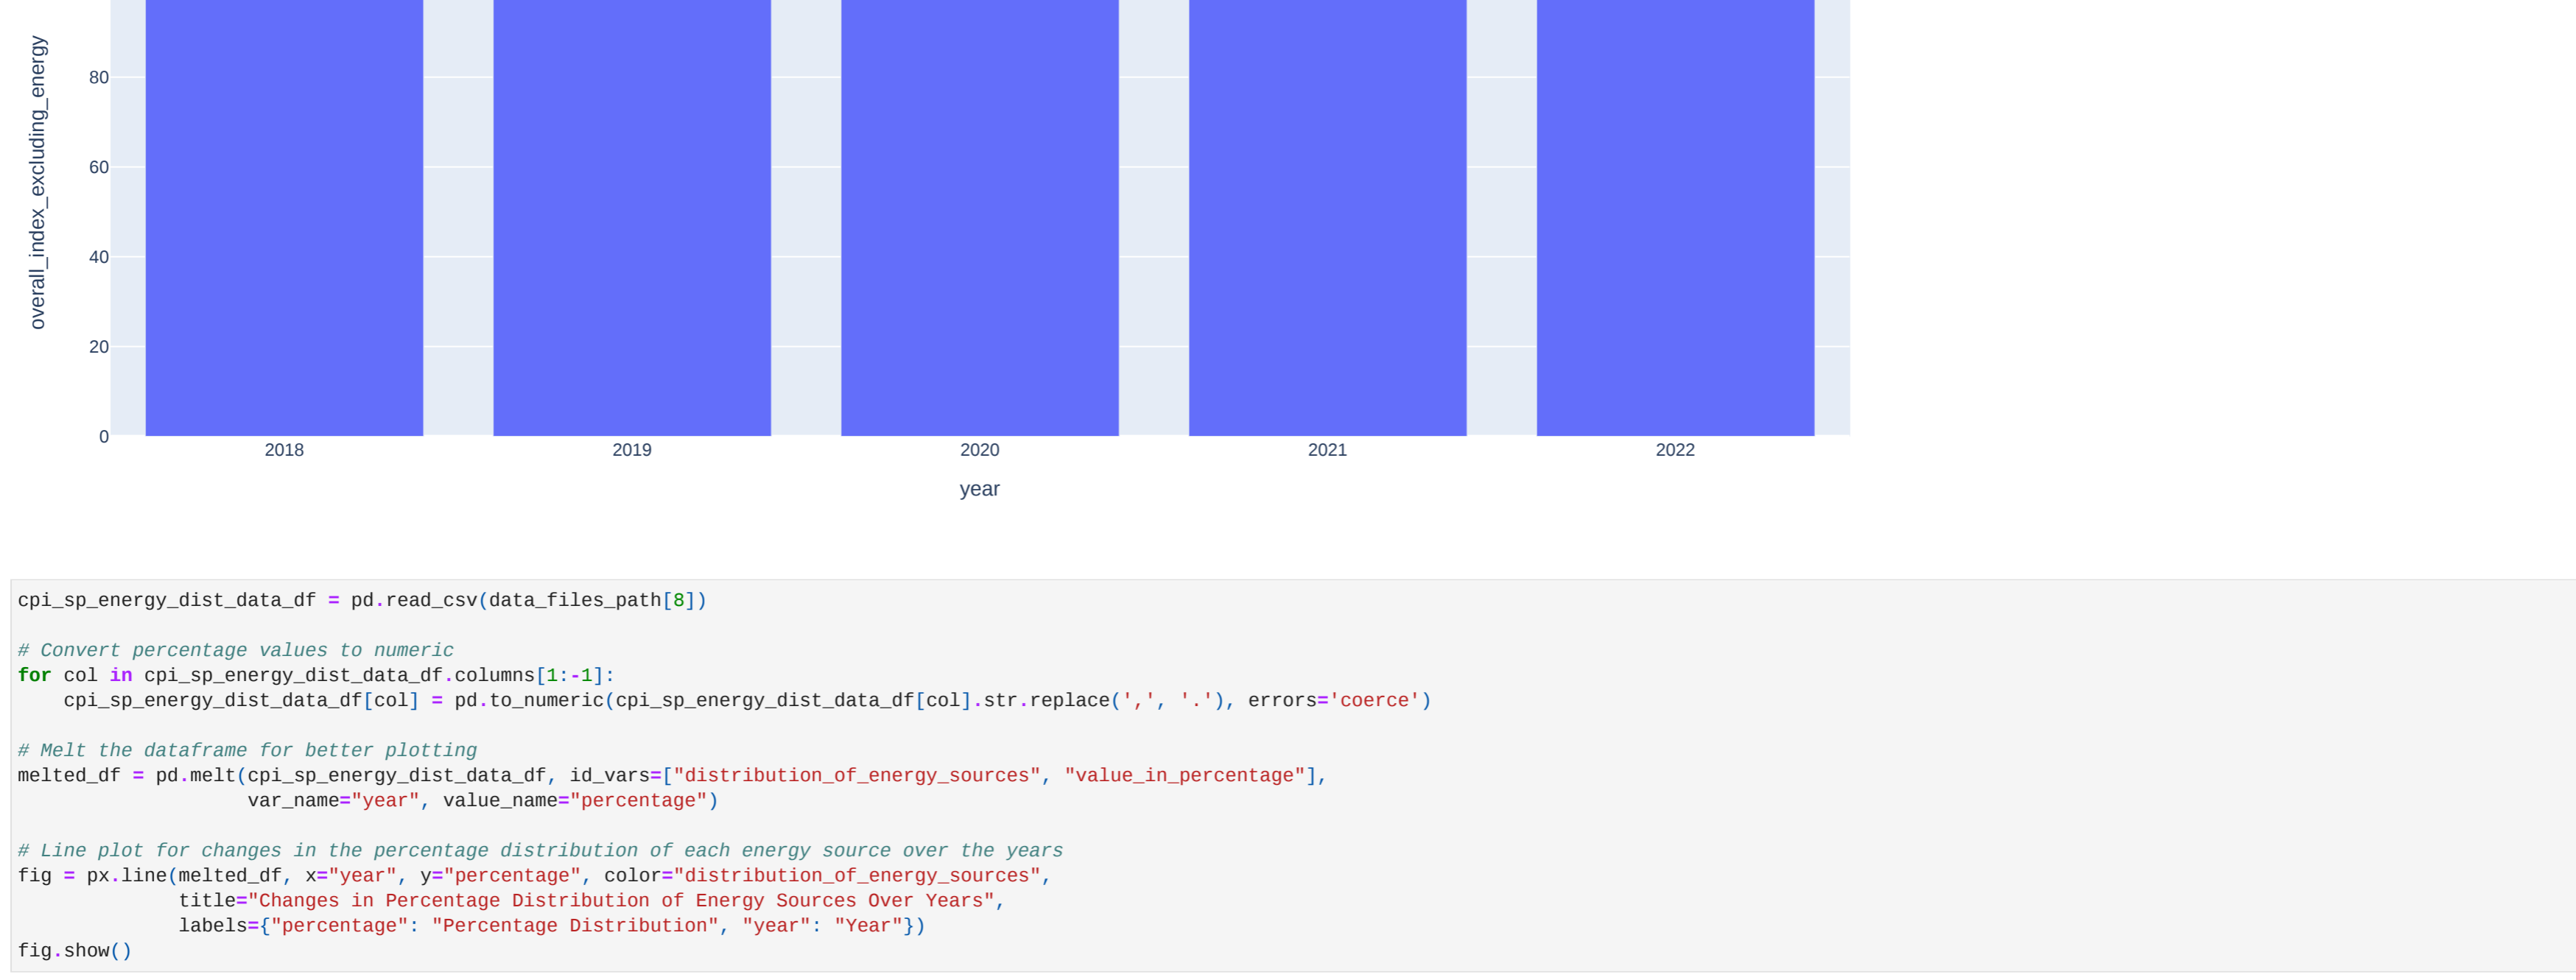 overall_index_excluding_energy
80
60
40
20
0
2018 2019 2020 2021 2022
year
cpi_sp_energy_dist_data_df = pd.read_csv(data_files_path[8])
# Convert percentage values to numeric
for col in cpi_sp_energy_dist_data_df.columns[1:-1]:
    cpi_sp_energy_dist_data_df[col] = pd.to_numeric(cpi_sp_energy_dist_data_df[col].str.replace(',', '.'), errors='coerce')
# Melt the dataframe for better plotting
melted_df = pd.melt(cpi_sp_energy_dist_data_df, id_vars=["distribution_of_energy_sources", "value_in_percentage"],
                    var_name="year", value_name="percentage")
# Line plot for changes in the percentage distribution of each energy source over the years
fig = px.line(melted_df, x="year", y="percentage", color="distribution_of_energy_sources",
              title="Changes in Percentage Distribution of Energy Sources Over Years",
              labels={"percentage": "Percentage Distribution", "year": "Year"})
fig.show()